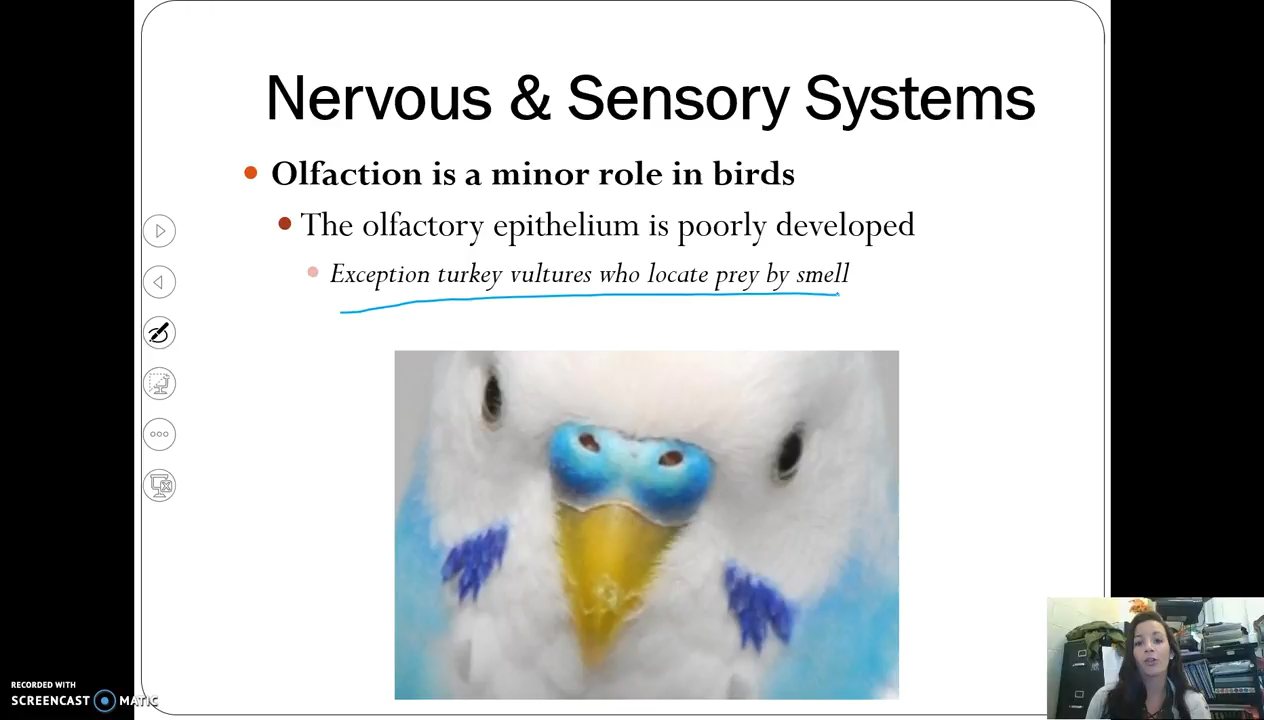 Nervous & Sensory Systems
Olfaction is a minor role in birds
The olfactory epithelium is poorly developed
Exception turkey vultures who locate prey by smell
RECORDED WITH
SCREENCAST MATIC